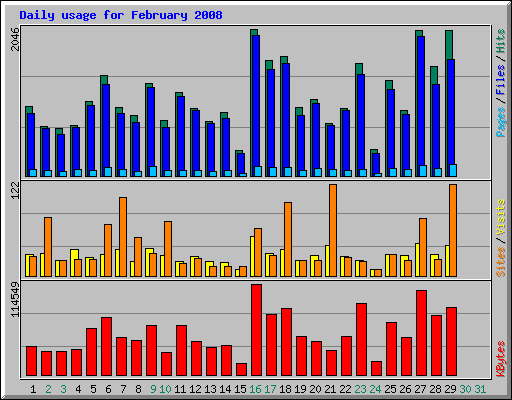 Daily usage for February 2008
2046
Pages / Files / Hits
122
Sites / Visits
114549
KBytes
1 2 3 4 5 6 7 8 9 10 11 12 13 14 15 16 17 18 19 20 21 22 23 24 25 26 27 28 29 30 31